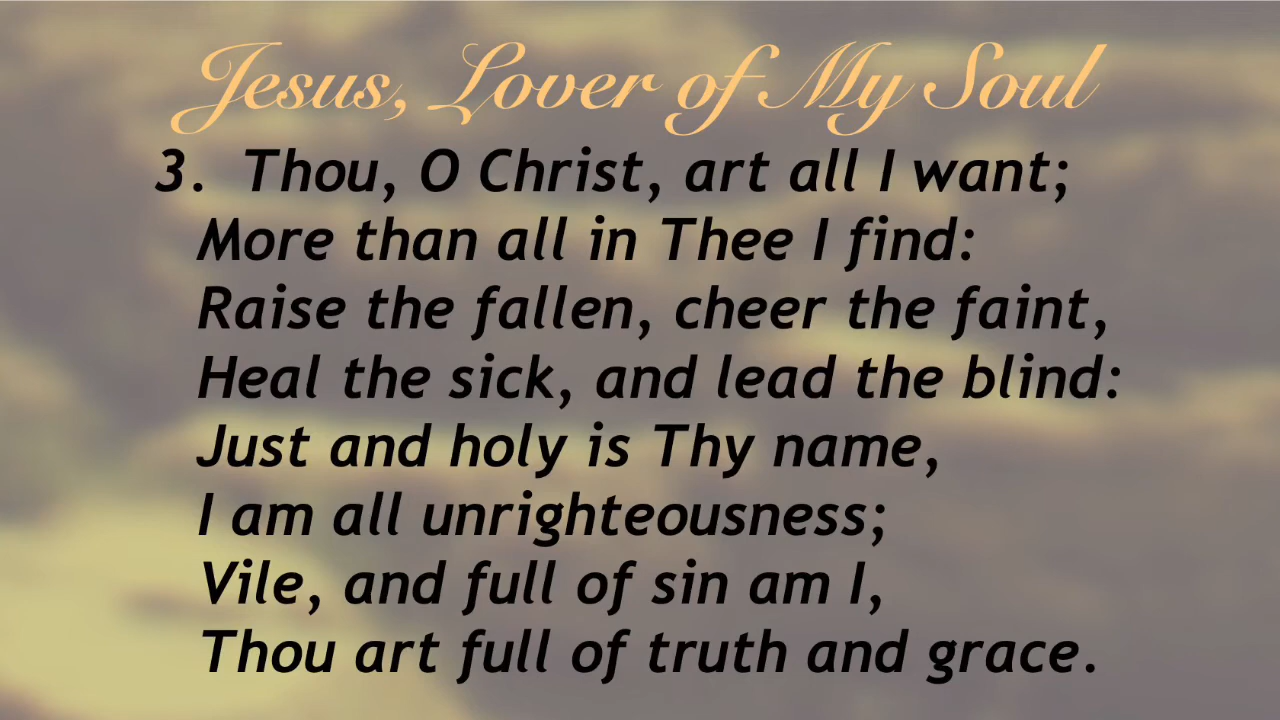 Jesus, Lover of My Soul
3. Thou, O Christ, art all I want;
More than all in Thee I find:
Raise the fallen, cheer the faint,
Heal the sick, and lead the blind:
Just and holy is Thy name,
I am all unrighteousness;
Vile, and full of sin am I,
Thou art full of truth and grace.